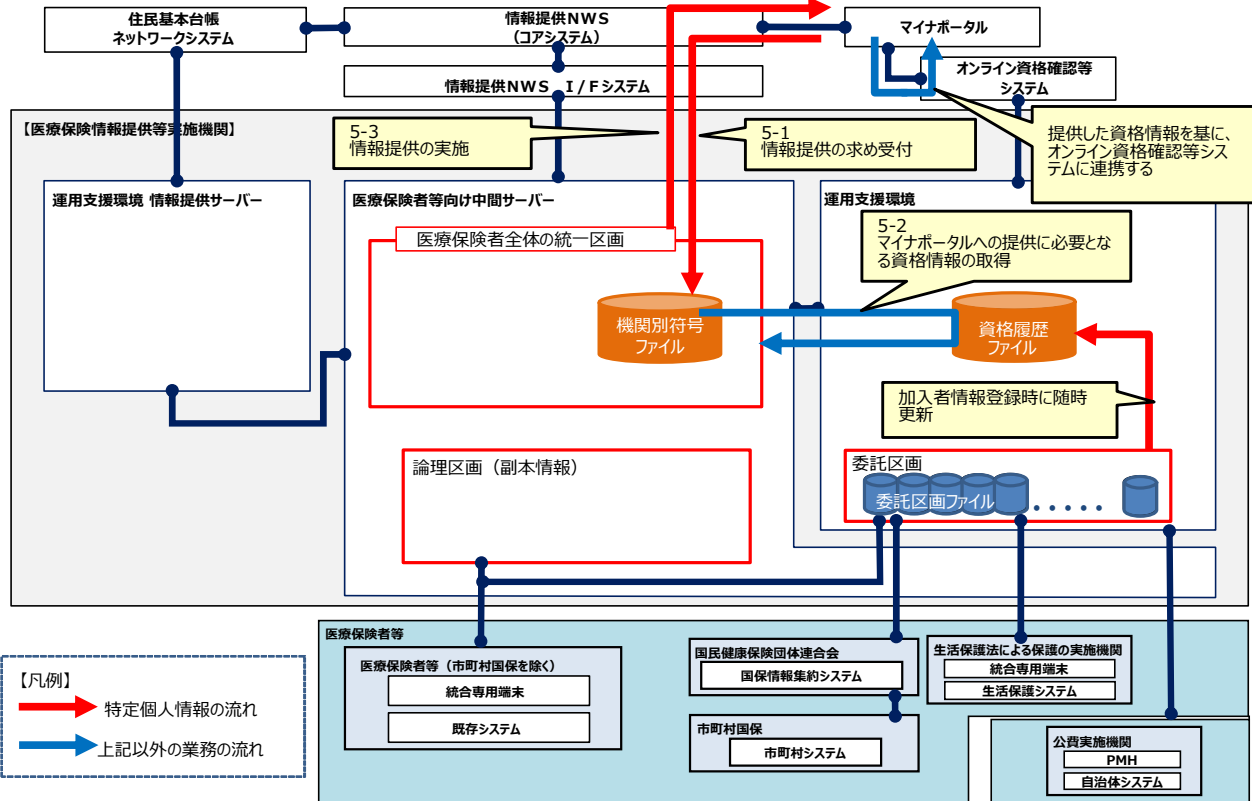 住民基本台帳
ネットワークシステム
情報提供NWS
（コアシステム）
マイナポータル
情報提供NWS I/Fシステム
オンライン資格確認等
システム
【医療保険情報提供等実施機関】
5-3
情報提供の実施
5-1
情報提供の求め受付
提供した資格情報を基に、
オンライン資格確認等シス
テムに連携する
運用支援環境 情報提供サーバー
医療保険者等向け中間サーバー
運用支援環境
医療保険者全体の統一区画
5-2
マイナポータルへの提供に必要とな
る資格情報の取得
機関別符号
ファイル
資格履歴
ファイル
加入者情報登録時に随時
更新
論理区画（副本情報）
委託区画
委託区画ファイル
. . . . .
医療保険者等
医療保険者等（市町村国保を除く）
統合専用端末
既存システム
国民健康保険団体連合会
国保情報集約システム
市町村国保
市町村システム
生活保護法による保護の実施機関
統合専用端末
生活保護システム
公費実施機関
PMH
自治体システム
【凡例】
特定個人情報の流れ
上記以外の業務の流れ